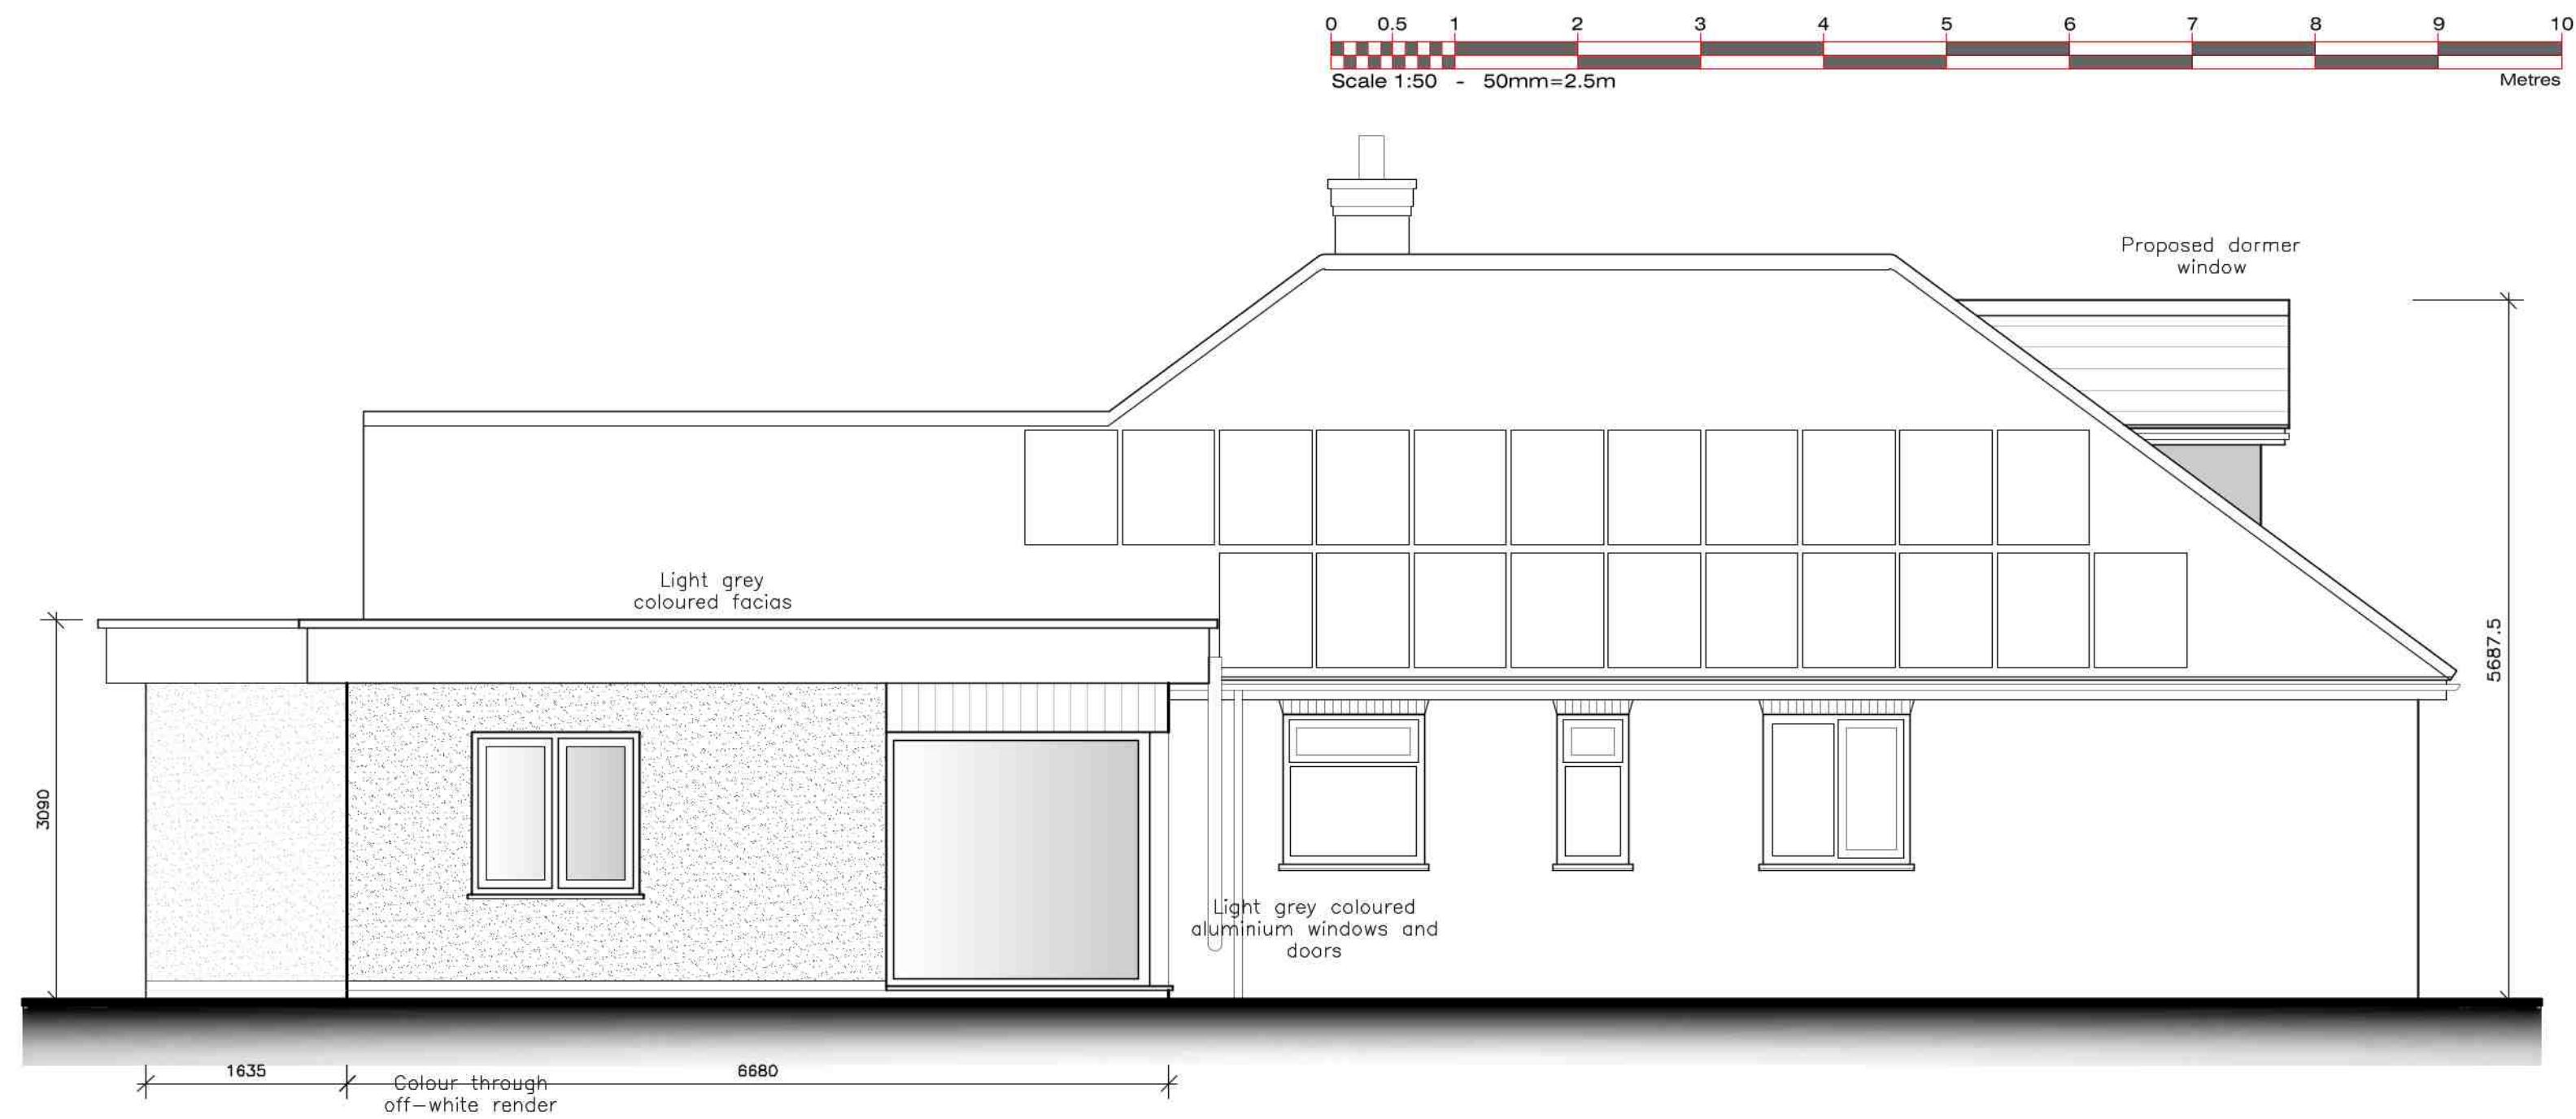 0 0.5 1 2 3 4 5 6 7 8 9 10
Scale 1:50 - 50mm=2.5m
Metres
Proposed dormer
window
Light grey
coloured facias
5687.5
3090
Light grey coloured
aluminium windows and
doors
1635
6680
Colour through
off-white render